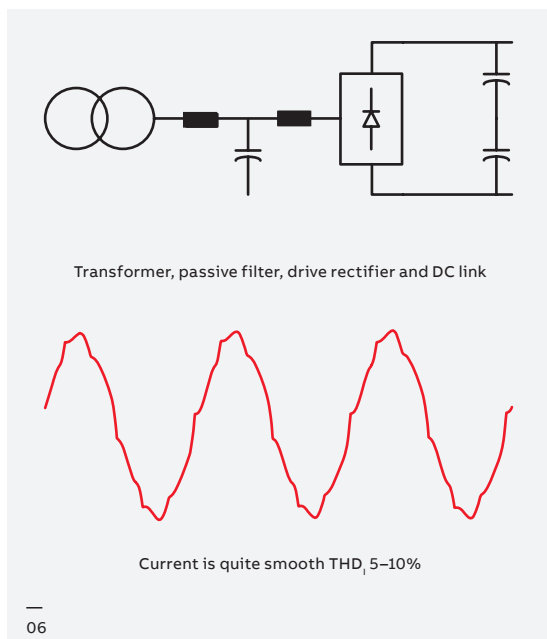 Transformer, passive filter, drive rectifier and DC link
Current is quite smooth THDI 5–10%
—
06